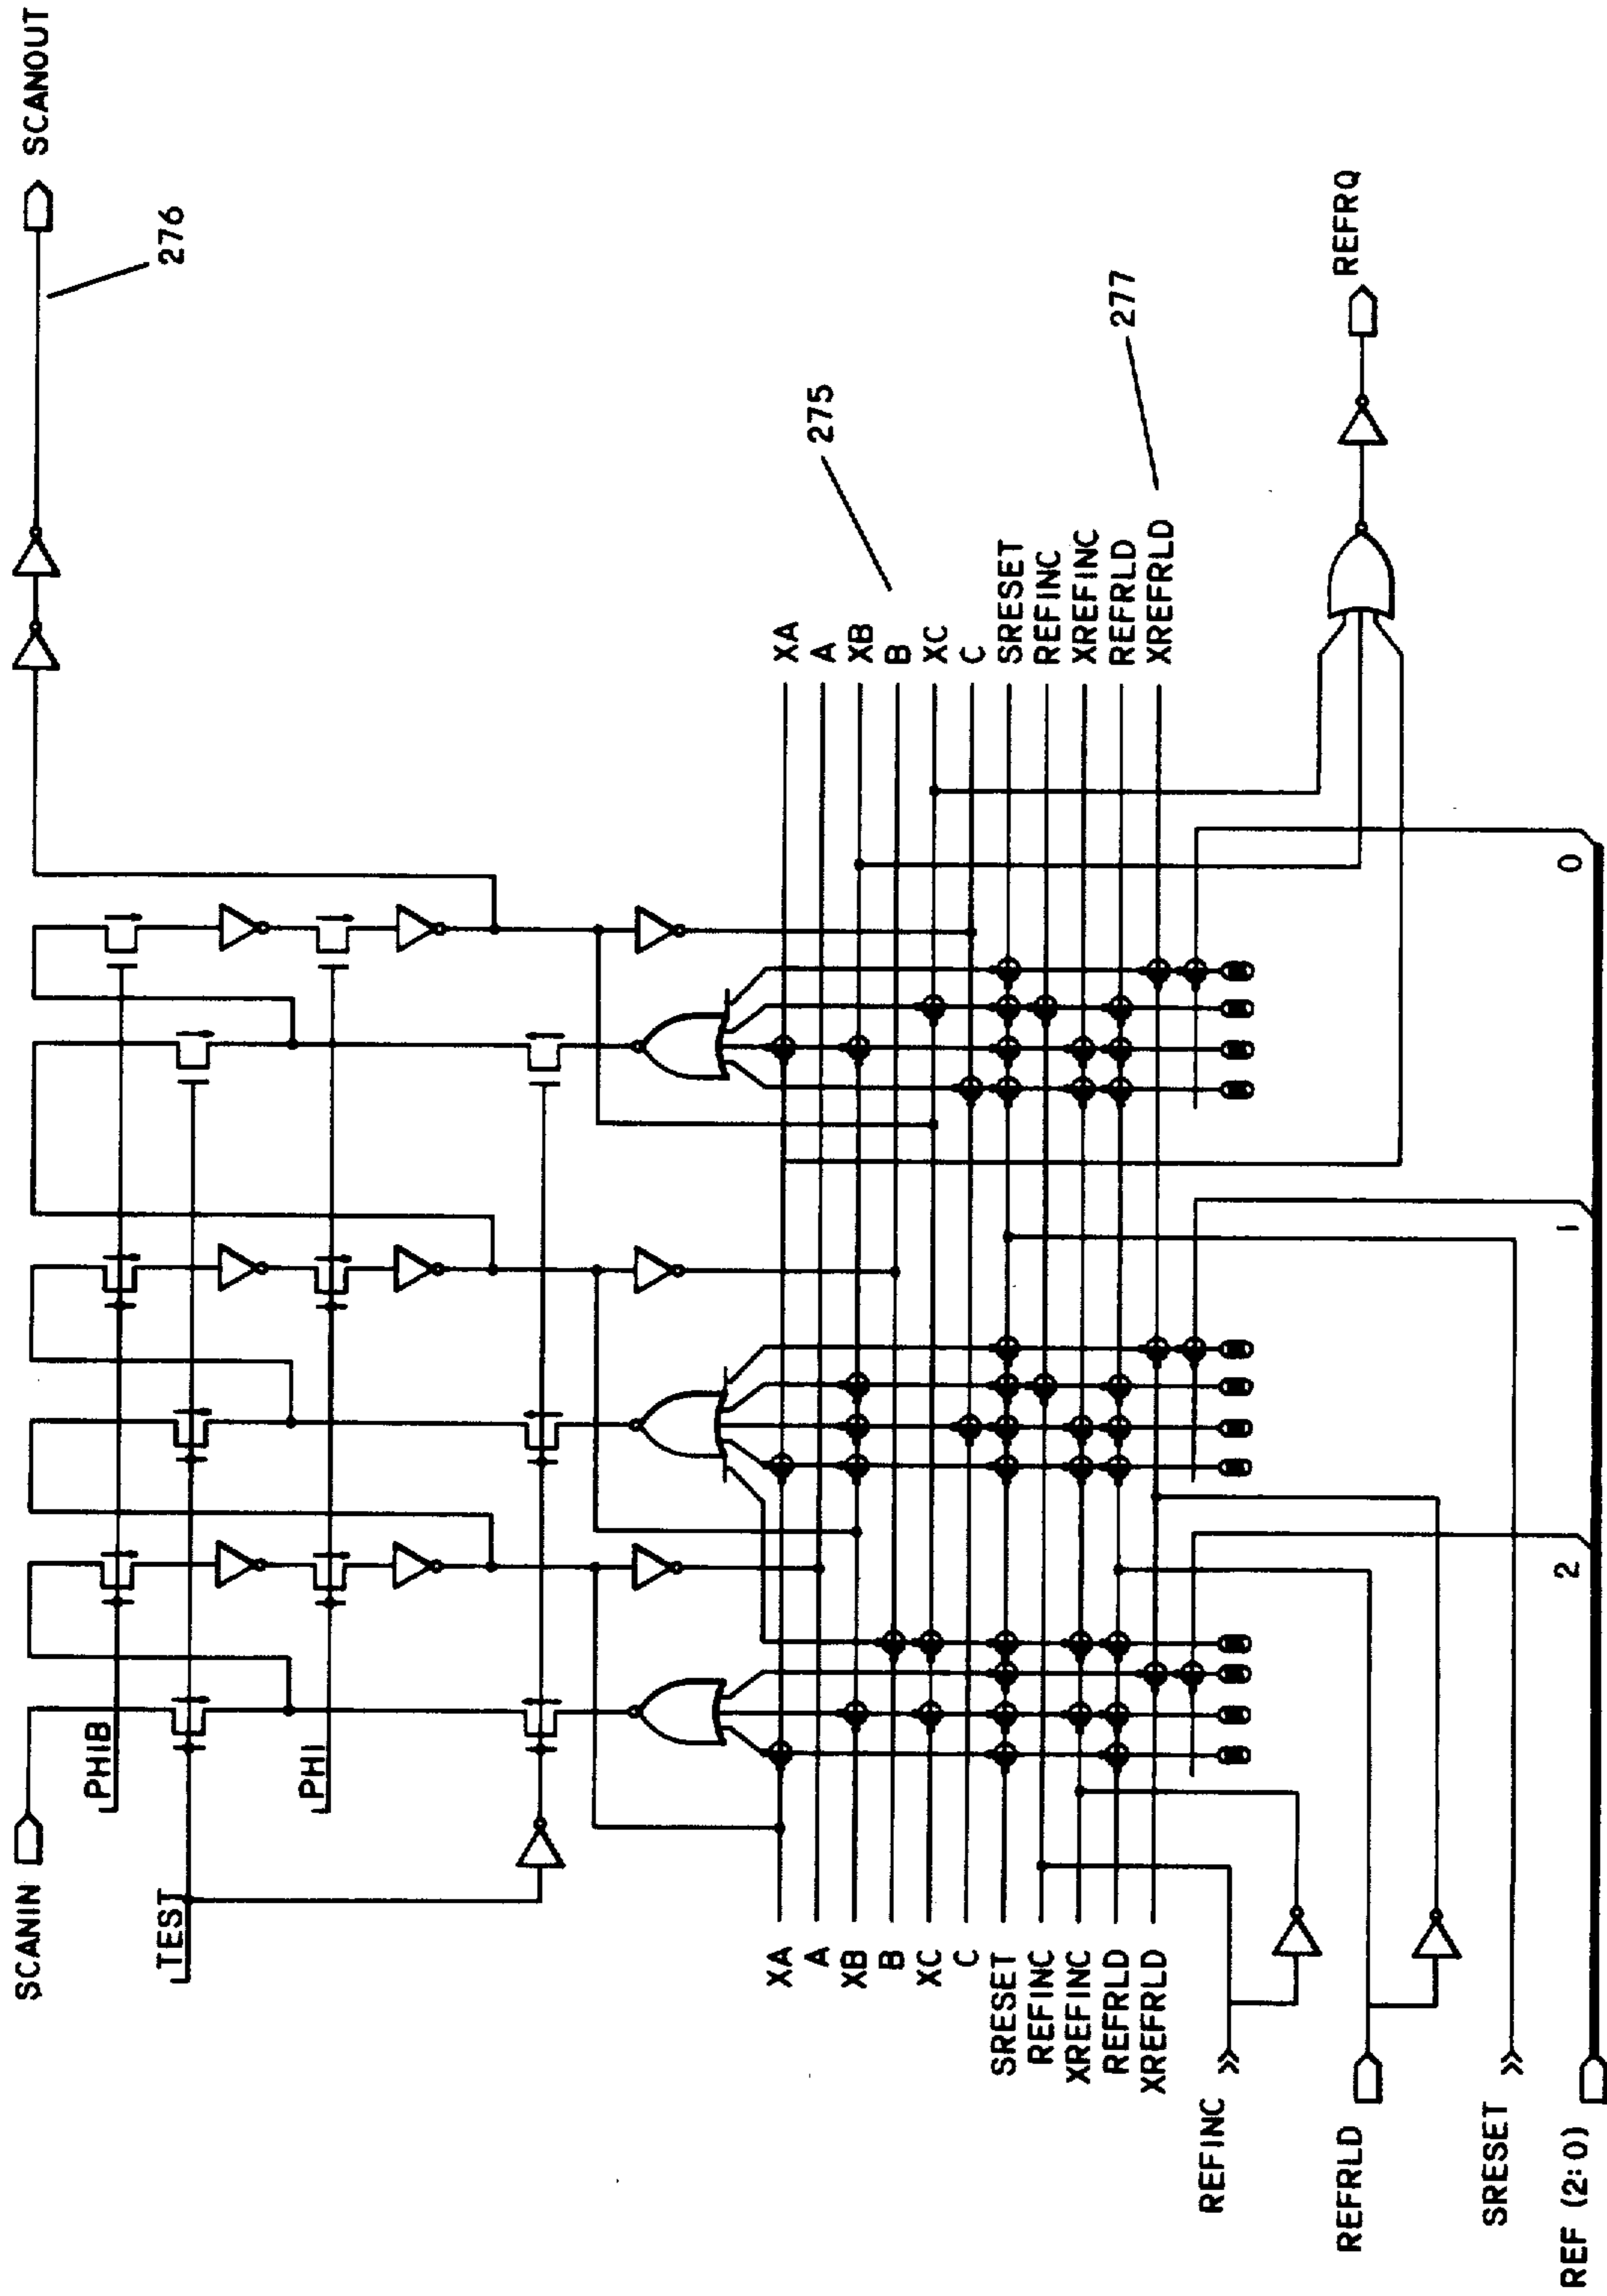 SCANIN
SCANOUT
276
PHIB
TEST
PHI
275
277
XA
A
XB
B
XC
C
SRESET
REFINC
XREFINC
REFRLD
XREFRLD
XA
A
XB
B
XC
C
SRESET
REFINC
XREFINC
REFRLD
XREFRLD
REFINC
REFRLD
SRESET
REF (2:0)
2
1
0
REFRQ